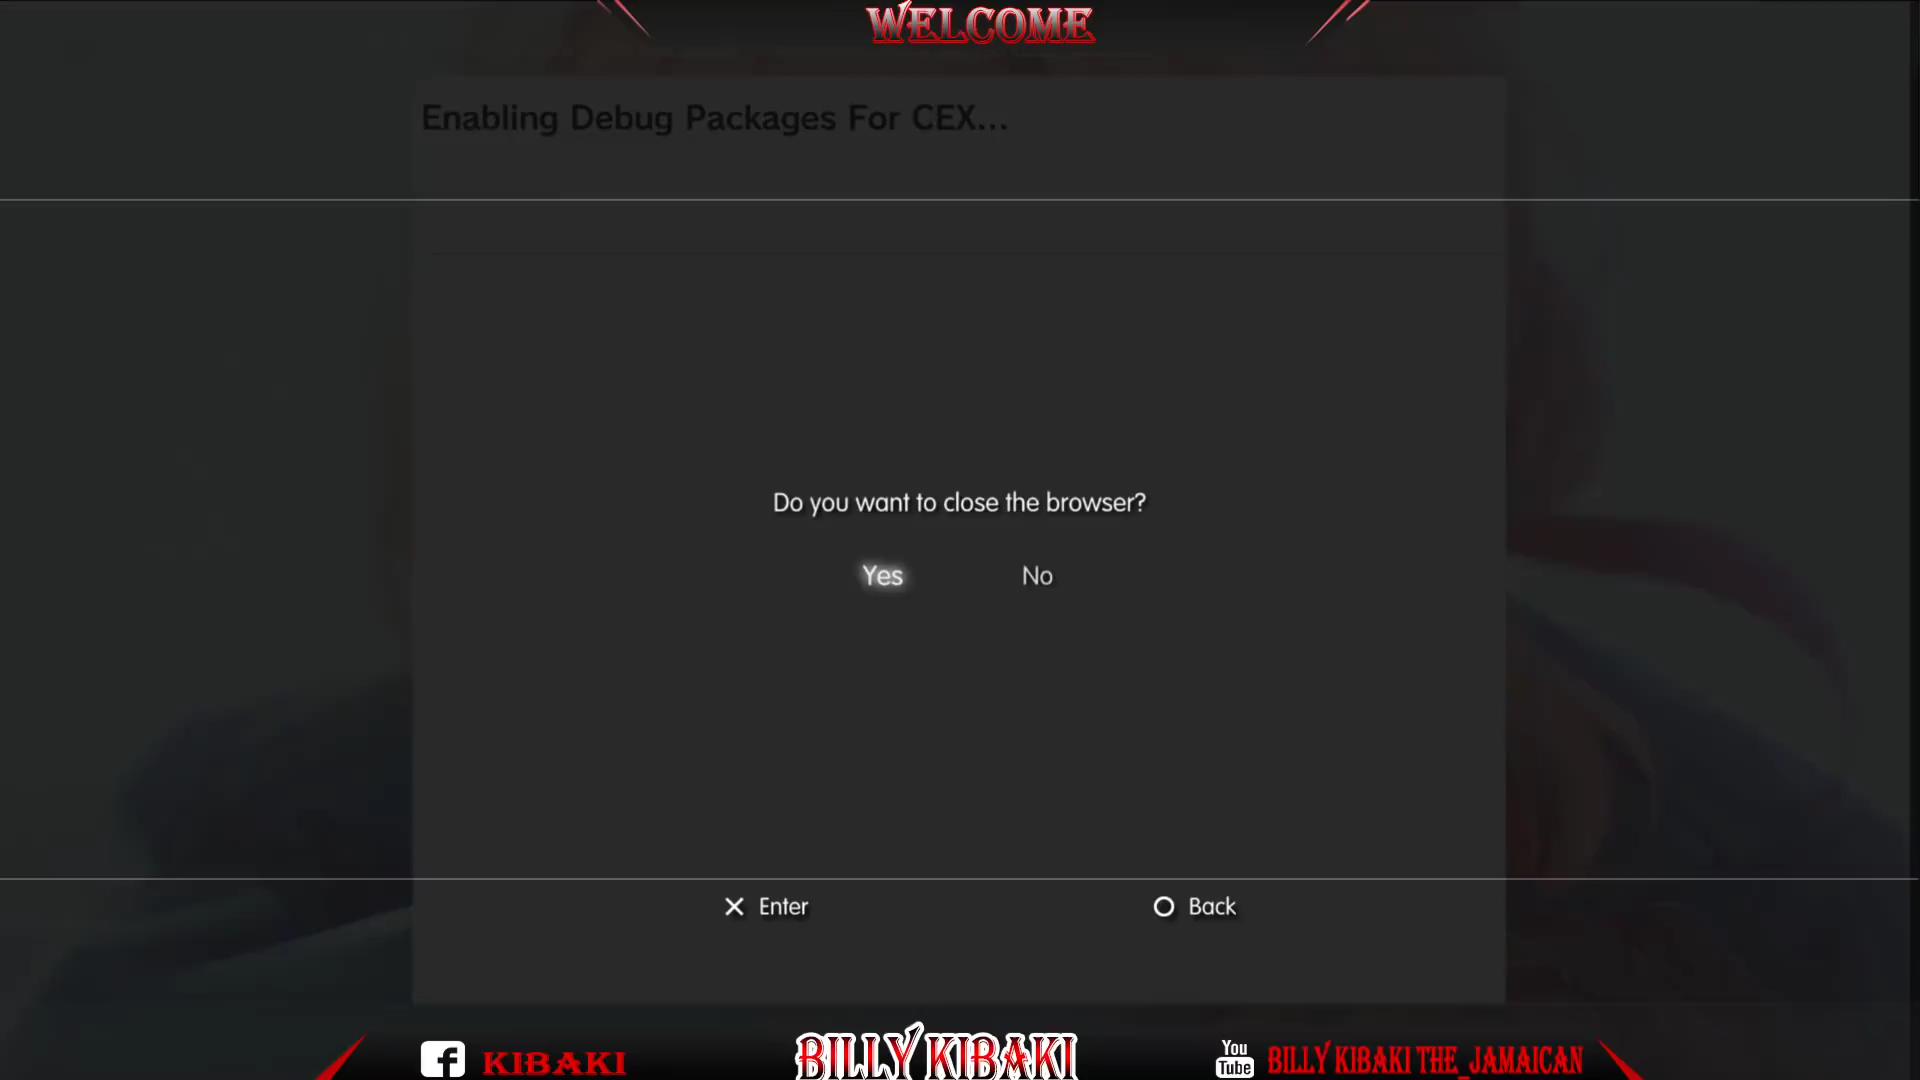 WELCOME
Enabling Debug Packages For CEX...
Do you want to close the browser?
Yes No
Enter Back
KIBAKI BILLY KIBAKI You Tube BILLY KIBAKI THE_JAMAICAN